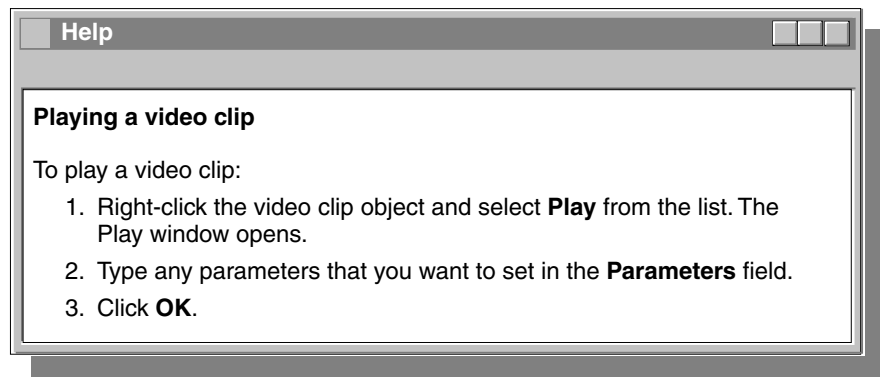 Help
Playing a video clip
To play a video clip:
1. Right-click the video clip object and select Play from the list. The
Play window opens.
2. Type any parameters that you want to set in the Parameters field.
3. Click OK.